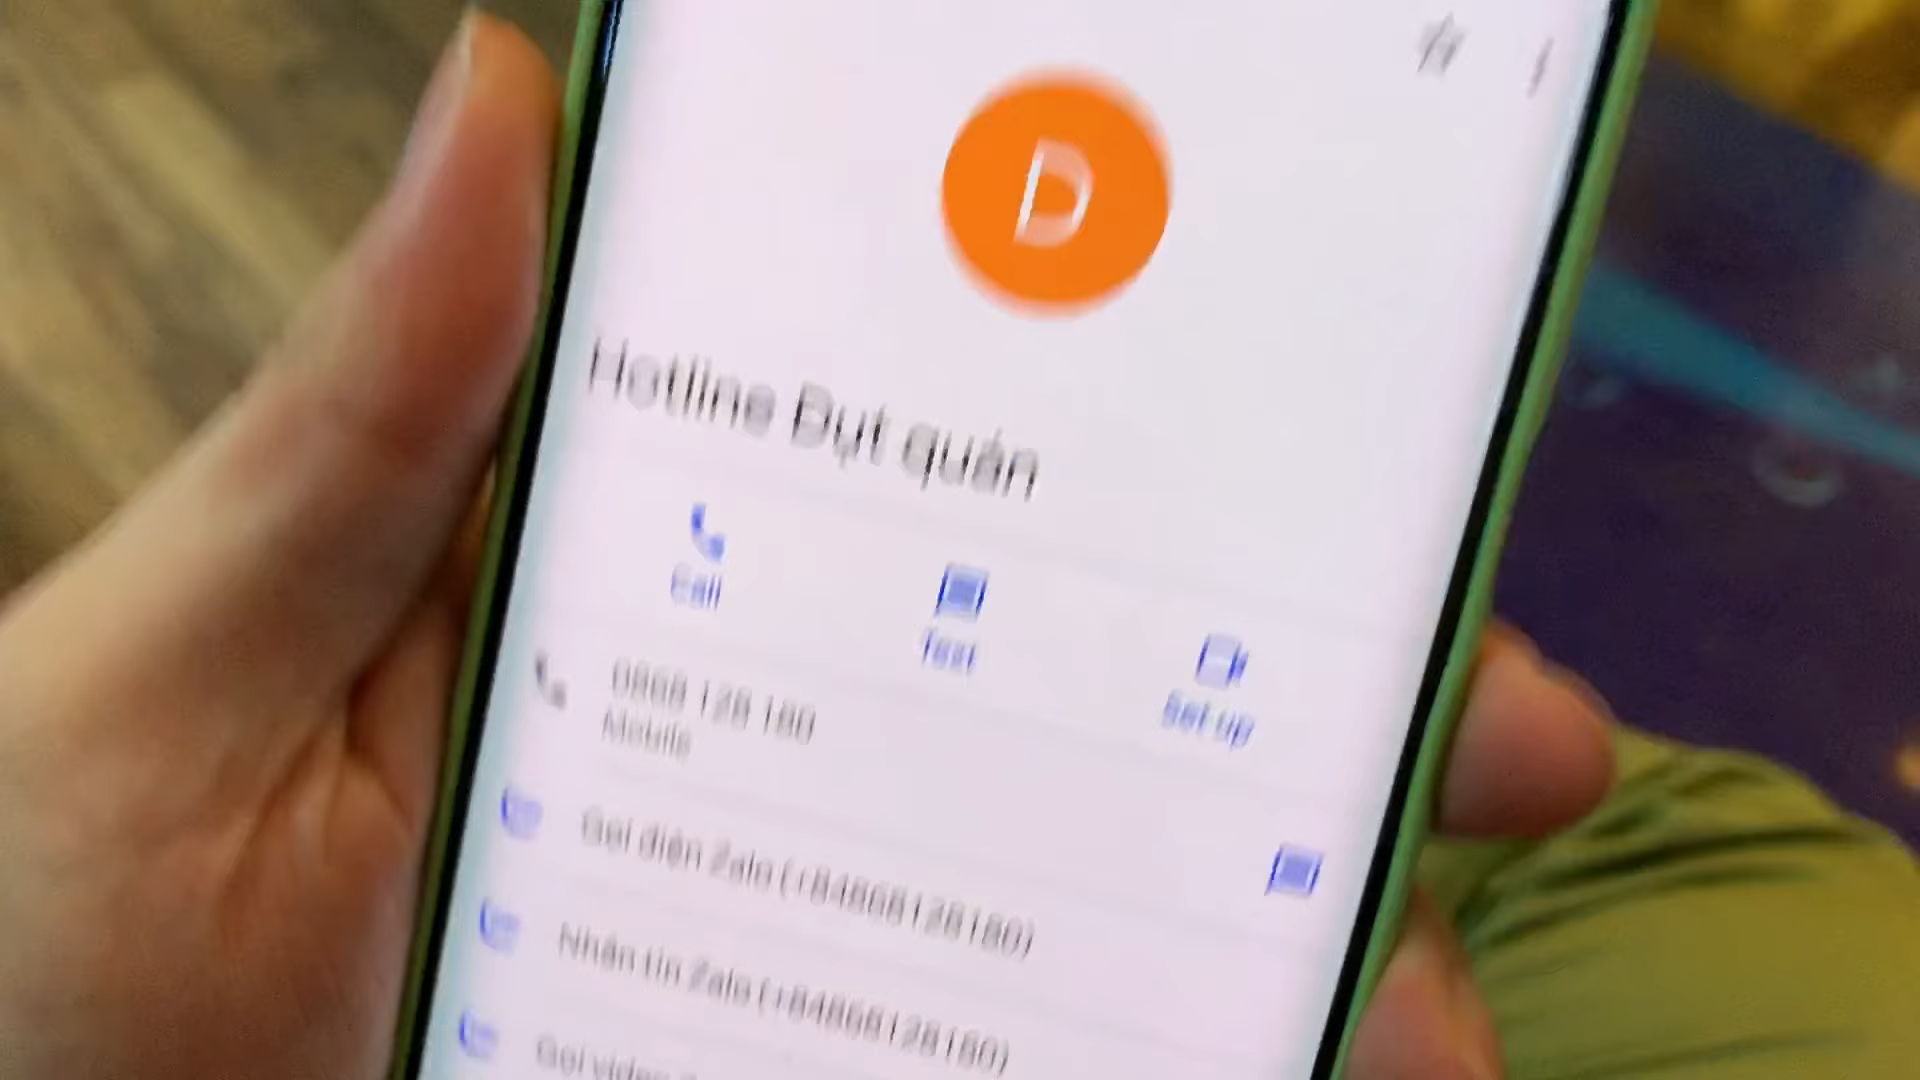 D
Hotline Đụt quán
Call
Text
Set up
0868 128 180
Mobile
Gọi điện Zalo (+84868128180)
Nhắn tin Zalo (+84868128180)
Gọi video